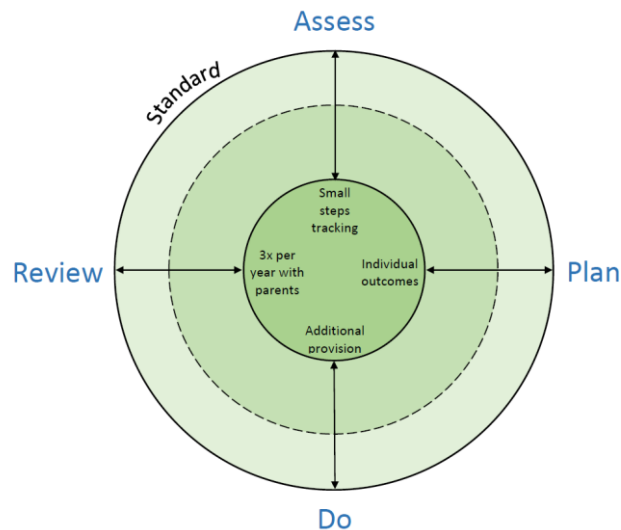 Assess
Standard
Small
steps
tracking
Review
3x per
year with
parents
Individual
outcomes
Plan
Additional
provision
Do